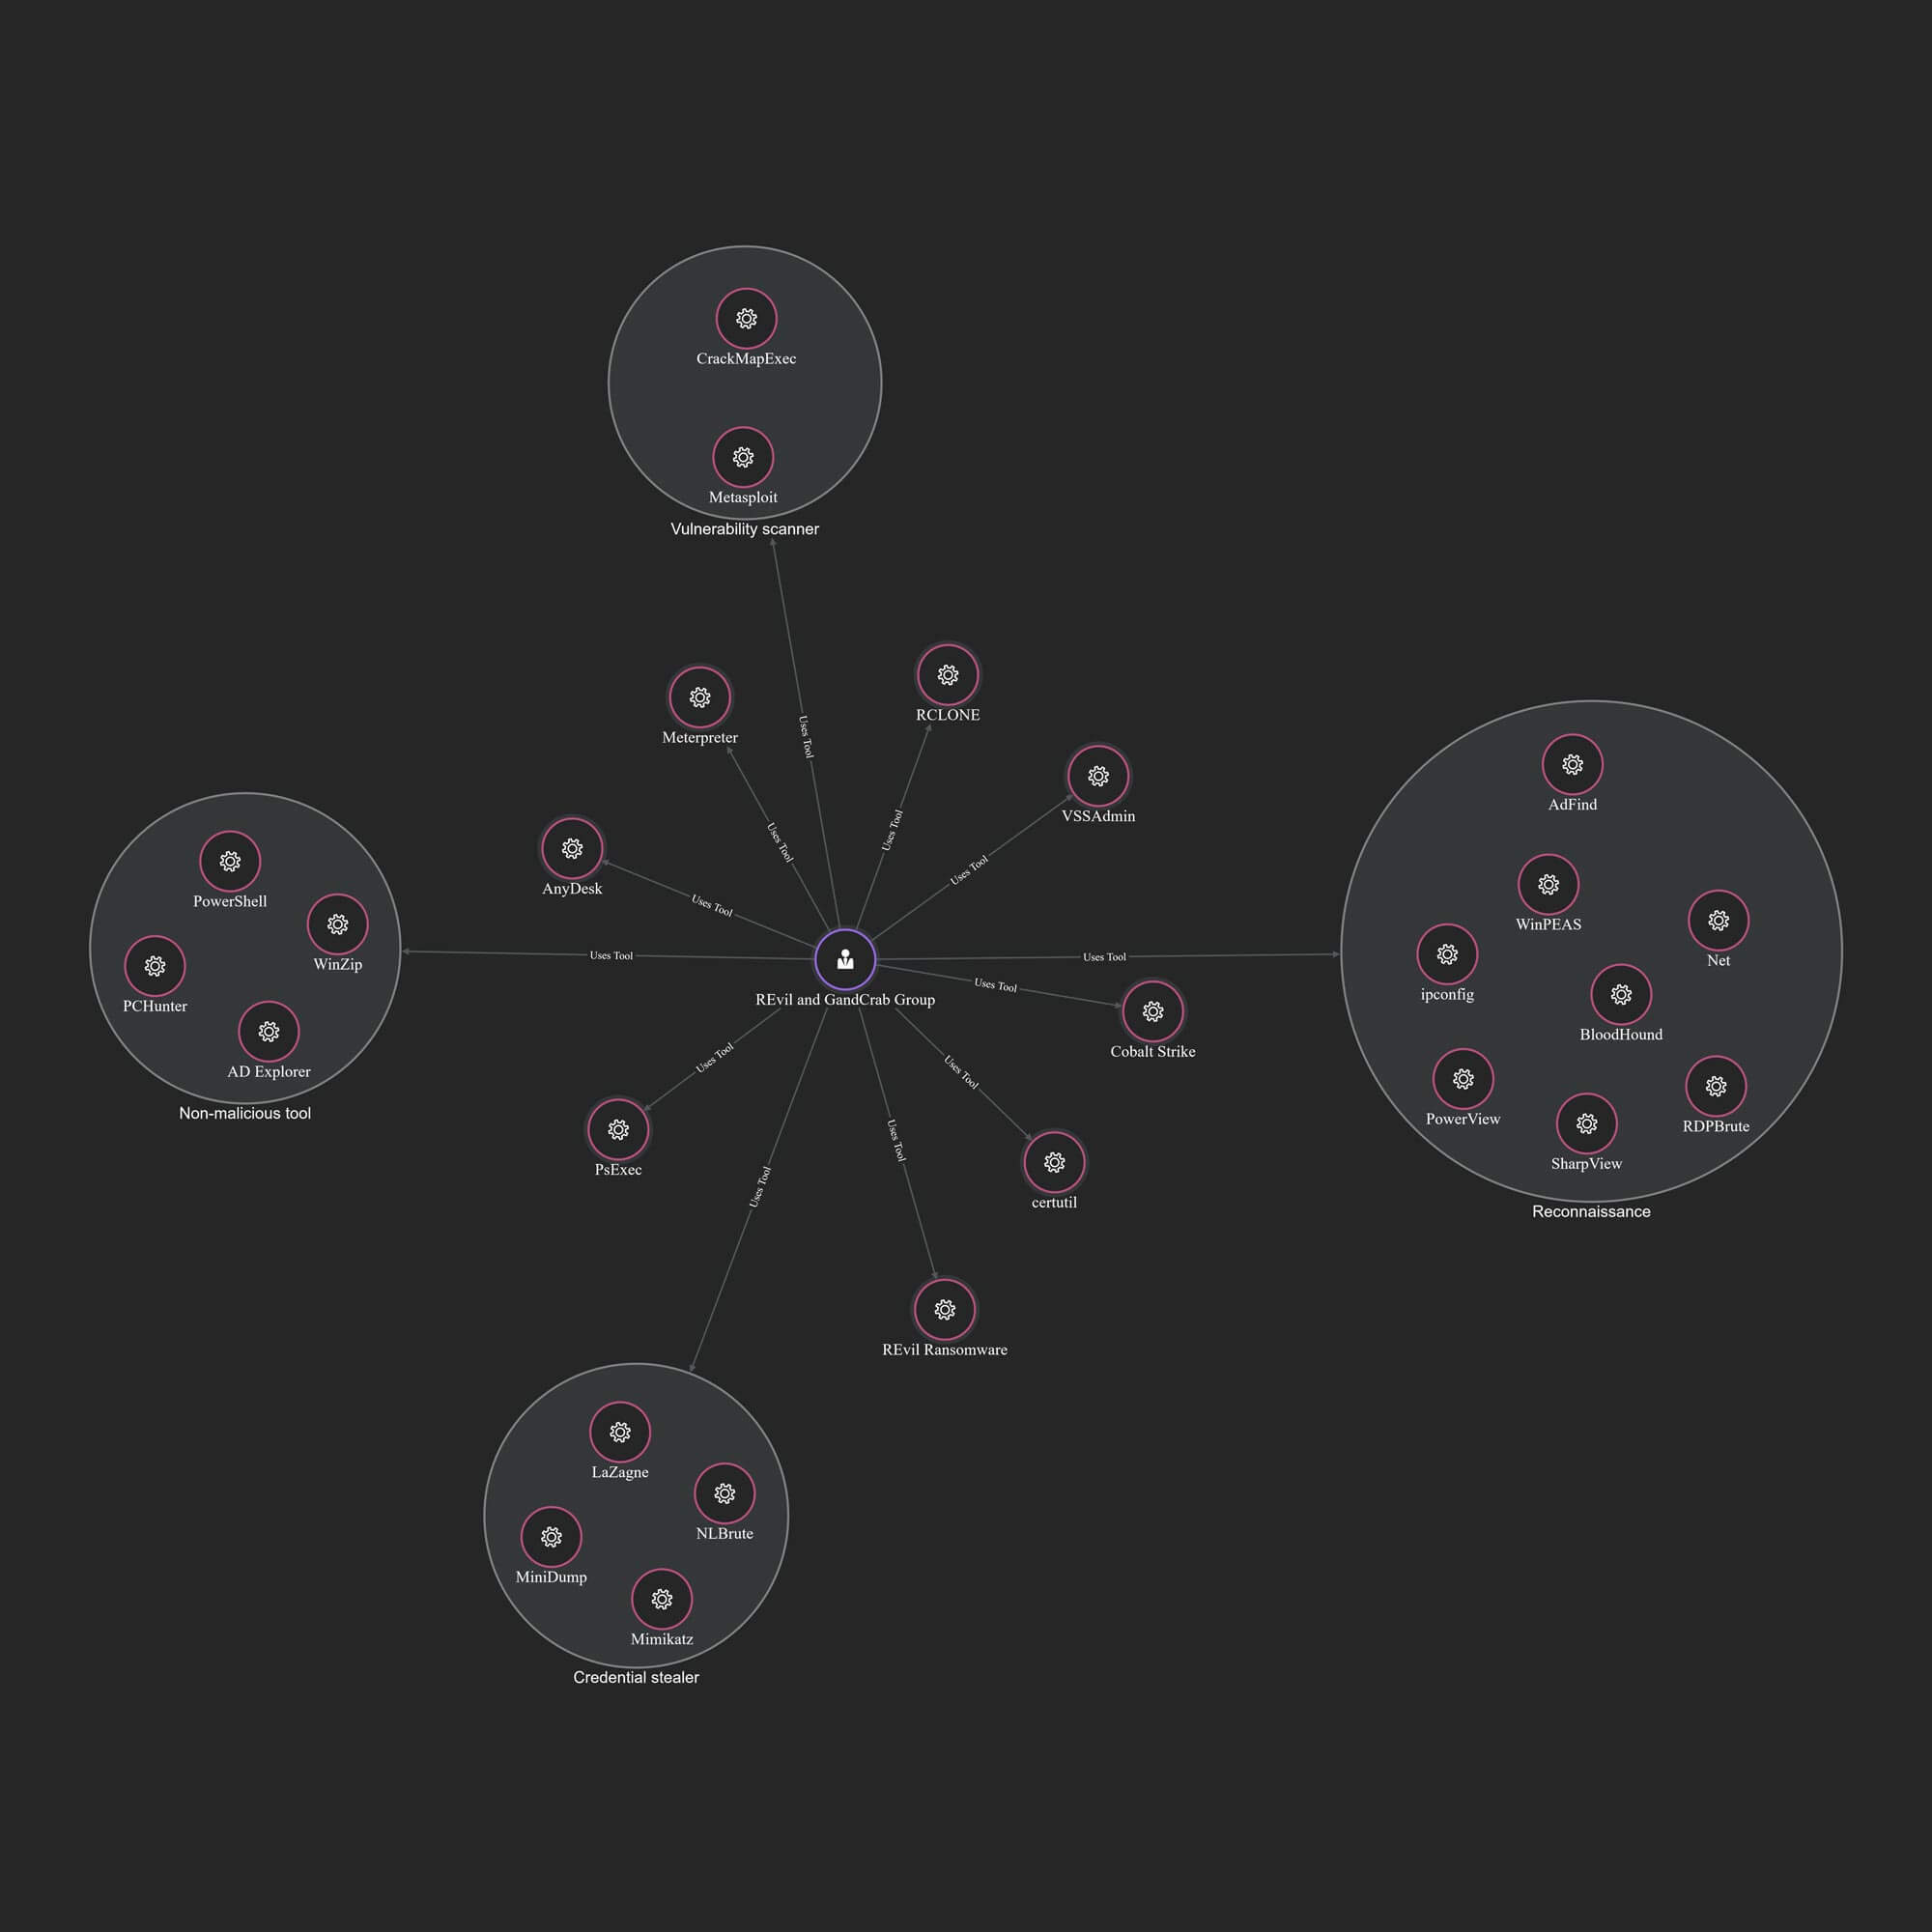 CrackMapExec
Metasploit
Vulnerability scanner
RCLONE
Meterpreter
Uses Tool
AdFind
VSSAdmin
Uses Tool
Uses Tool
Uses Tool
AnyDesk
PowerShell
Uses Tool
Uses Tool
WinPEAS
Net
WinZip
Uses Tool
Uses Tool
ipconfig
PCHunter
REvil and GandCrab Group
Uses Tool
BloodHound
AD Explorer
Cobalt Strike
Non-malicious tool
Uses Tool
Uses Tool
PowerView
RDPBrute
SharpView
Uses Tool
PsExec
Uses Tool
certutil
Reconnaissance
REvil Ransomware
LaZagne
NLBrute
MiniDump
Mimikatz
Credential stealer